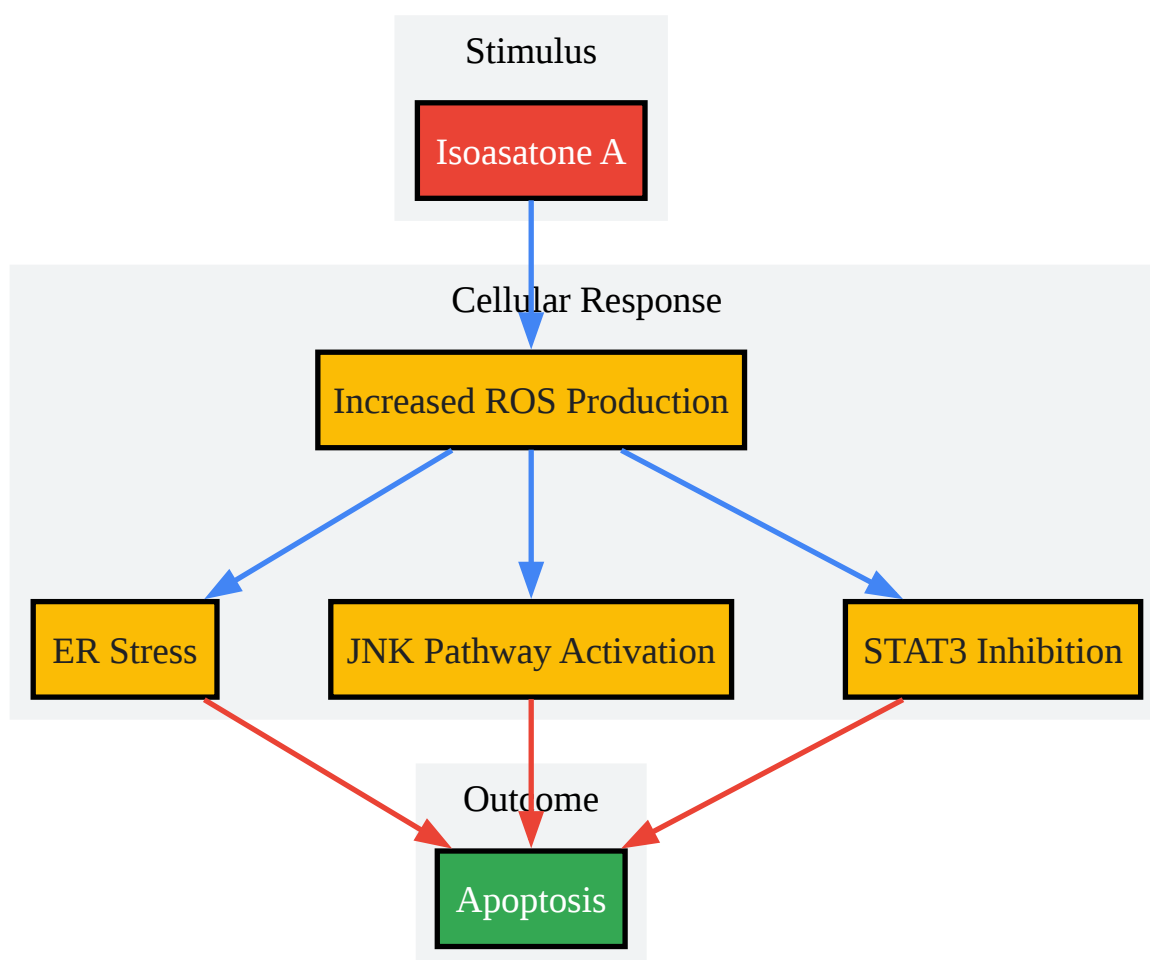 Stimulus
Isoasatone A
Cellular Response
Increased ROS Production
ER Stress
JNK Pathway Activation
STAT3 Inhibition
Outcome
Apoptosis